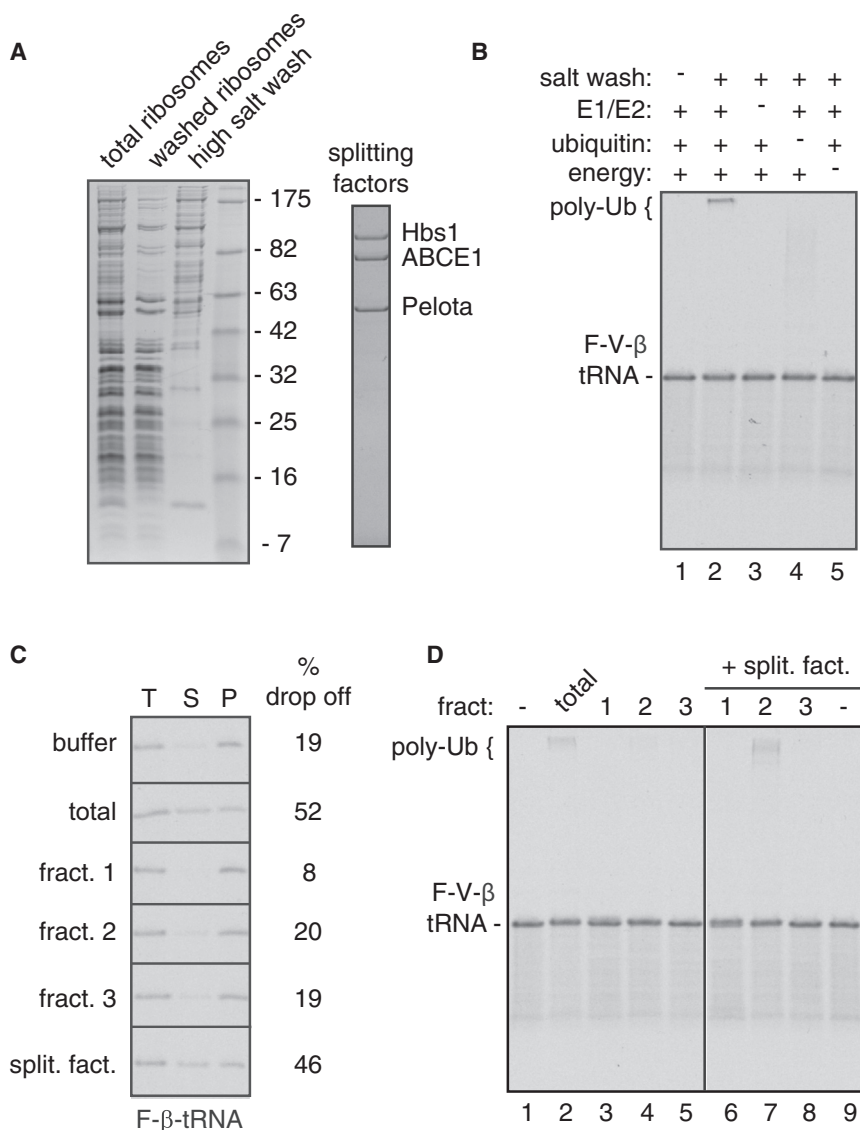 A
total ribosomes
washed ribosomes
high salt wash
- 175
- 82
- 63
- 42
- 32
- 25
- 16
- 7
splitting
factors
Hbs1
ABCE1
Pelota
B
salt wash: - + + + +
E1/E2: + + - + +
ubiquitin: + + + - +
energy: + + + + -
poly-Ub {
F-V-β
tRNA -
1 2 3 4 5
C
%
T S P drop off
buffer 19
total 52
fract. 1 8
fract. 2 20
fract. 3 19
split. fact. 46
F-β-tRNA
D
+ split. fact.
fract: - total 1 2 3 1 2 3 -
poly-Ub {
F-V-β
tRNA -
1 2 3 4 5 6 7 8 9